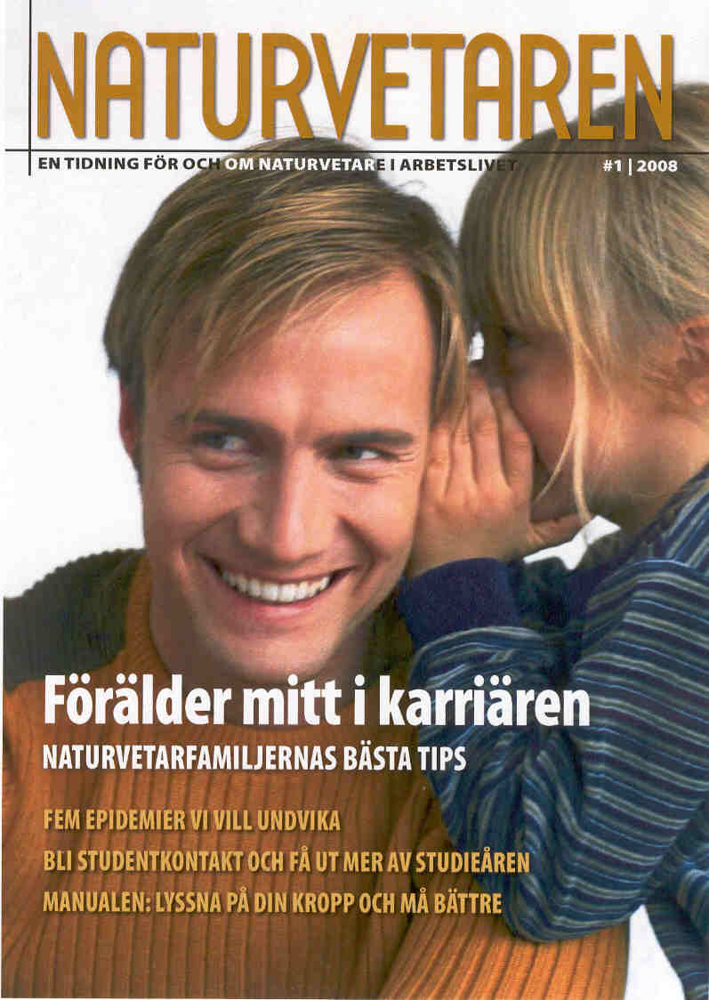 NATURVETAREN
EN TIDNING FÖR OCH OM NATURVETARE I ARBETSLIVET #1 | 2008
Förälder mitt i karriären
NATURVETARFAMILJERNAS BÄSTA TIPS
FEM EPIDEMIER VI VILL UNDVIKA
BLI STUDENTKONTAKT OCH FÅ UT MER AV STUDIEÅREN
MANUALEN: LYSSNA PÅ DIN KROPP OCH MÅ BÄTTRE